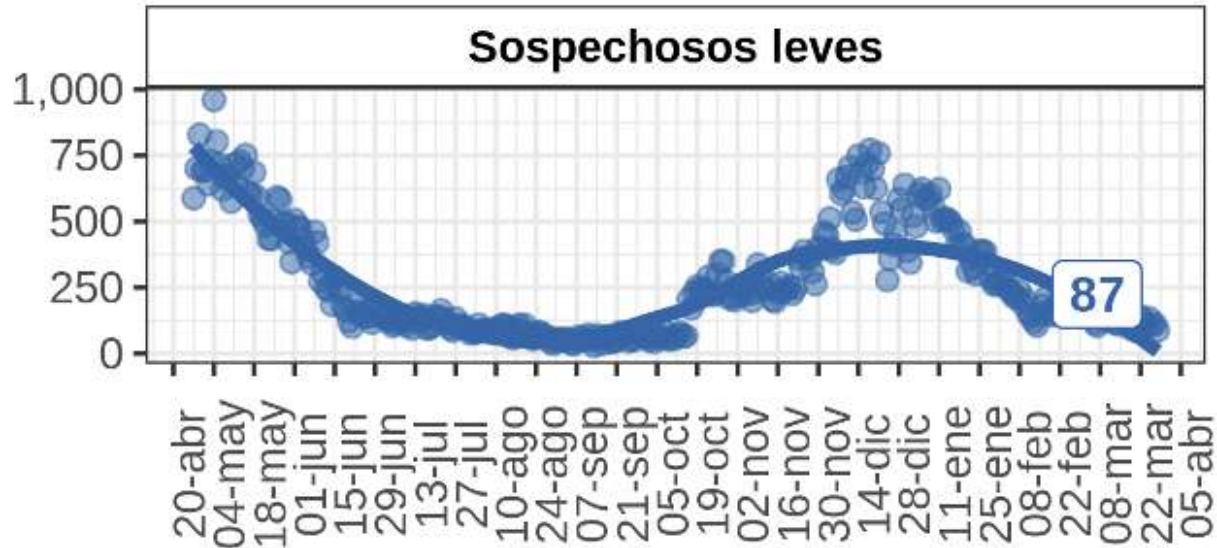 Sospechosos leves
1,000
750
500
250
0
87
20-abr
04-may
18-may
01-jun
15-jun
29-jun
13-jul
27-jul
10-ago
24-ago
07-sep
21-sep
05-oct
19-oct
02-nov
16-nov
30-nov
14-dic
28-dic
11-ene
25-ene
08-feb
22-feb
08-mar
22-mar
05-abr